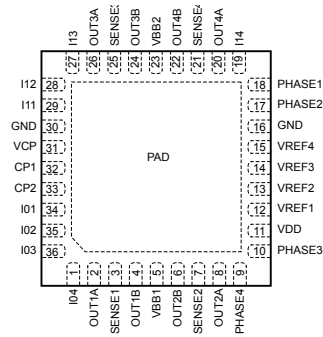 I13
OUT3A
SENSE3
OUT3B
VBB2
OUT4B
SENSE4
OUT4A
I14
27
26
25
24
23
22
21
20
19
I12 28
I11 29
GND 30
VCP 31
CP1 32
CP2 33
I01 34
I02 35
I03 36
PAD
18 PHASE1
17 PHASE2
16 GND
15 VREF4
14 VREF3
13 VREF2
12 VREF1
11 VDD
10 PHASE3
1
2
3
4
5
6
7
8
9
I04
OUT1A
SENSE1
OUT1B
VBB1
OUT2B
SENSE2
OUT2A
PHASE4